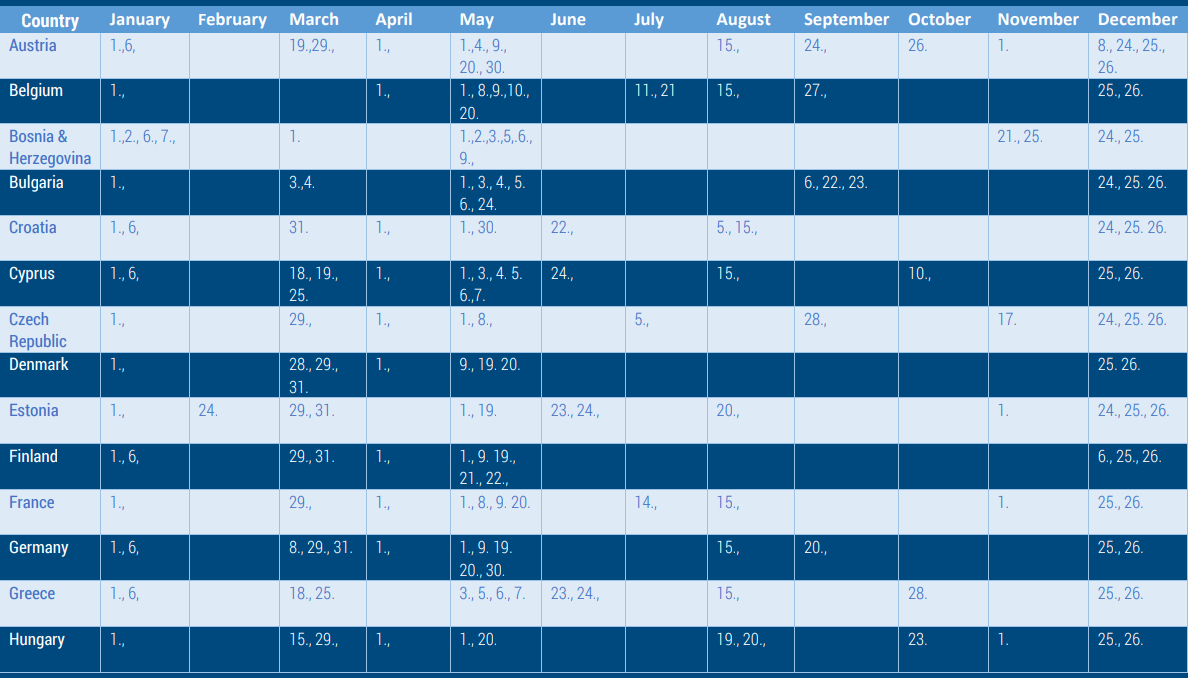 Country January February March April May June July August September October November December
Austria 1.,6, 19.,29., 1., 1.,4., 9., 15., 24., 26. 1. 8., 24., 25.,
20., 30. 26.
Belgium 1., 1., 1., 8.,9.,10., 11., 21 15., 27., 25., 26.
20.
Bosnia & 1.,2., 6., 7., 1. 1.,2.,3.,5,.6., 21., 25. 24., 25.
Herzegovina 9.,
Bulgaria 1., 3.,4. 1., 3., 4., 5. 6., 22., 23. 24., 25. 26.
6., 24.
Croatia 1., 6, 31. 1., 1., 30. 22., 5., 15., 24., 25. 26.
Cyprus 1., 6, 18., 19., 1., 1., 3., 4. 5. 24., 15., 10., 25., 26.
25. 6.,7.
Czech 1., 29., 1., 1., 8., 5., 28., 17. 24., 25. 26.
Republic
Denmark 1., 28., 29., 1., 9., 19. 20. 25. 26.
31.
Estonia 1., 24. 29., 31. 1., 19. 23., 24., 20., 1. 24., 25., 26.
Finland 1., 6, 29., 31. 1., 1., 9. 19., 6., 25., 26.
21., 22.,
France 1., 29., 1., 1., 8., 9. 20. 14., 15., 1. 25., 26.
Germany 1., 6, 8., 29., 31. 1., 1., 9. 19. 15., 20., 25., 26.
20., 30.
Greece 1., 6, 18., 25. 3., 5., 6., 7. 23., 24., 15., 28. 25., 26.
Hungary 1., 15., 29., 1., 1., 20. 19., 20., 23. 1. 25., 26.